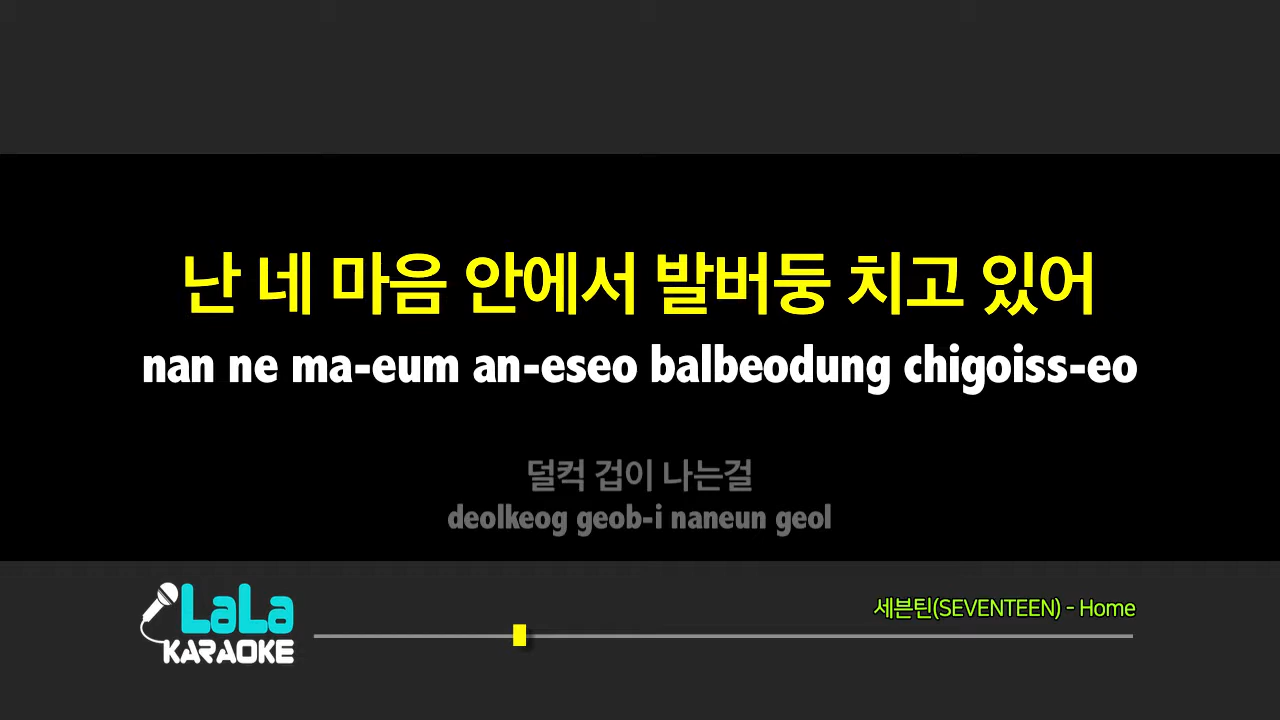 난 네 마음 안에서 발버둥 치고 있어
nan ne ma-eum an-eseo balbeodung chigoiss-eo
덜컥 겁이 나는걸
deolkeog geob-i naneun geol
LaLa
KARAOKE
세븐틴(SEVENTEEN) - Home